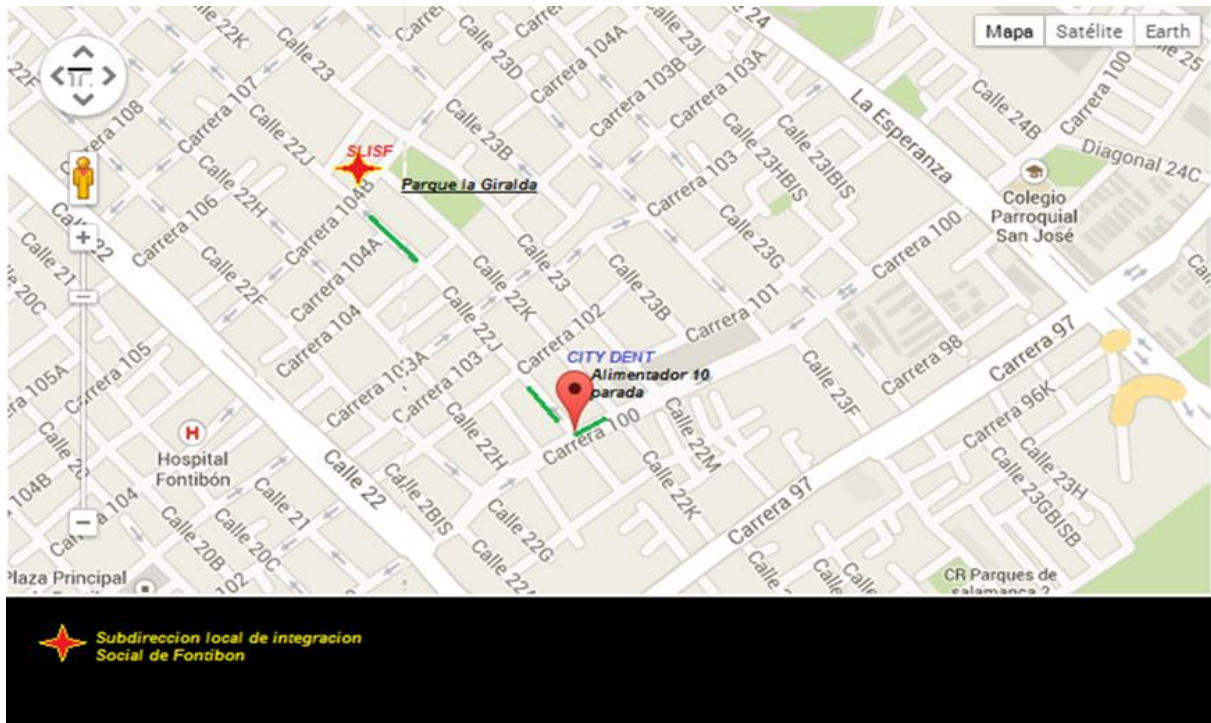 Mapa
Satélite
Earth
Calle 22K
Calle 23
Carrera 104A
Calle 23I
Calle 24
Calle 25
Carrera 100
Calle 22F
Carrera 108
Carrera 107
Calle 22J
Calle 23D
Carrera 103B
Carrera 103A
La Esperanza
Calle 24B
Diagonal 24C
SLISF
Calle 23B
Parque la Giralda
Carrera 103
Calle 23HBIS
Calle 23IBIS
Colegio
Parroquial
San José
Calle 22
Carrera 106
Calle 22H
Carrera 104B
Calle 21
Calle 20C
Calle 22F
Carrera 104A
Calle 23
Calle 23G
Carrera 100
Carrera 104
Calle 22J
Calle 22K
Calle 23B
Carrera 102
Carrera 101
Carrera 105
Carrera 103A
Carrera 103
CITY DENT
Alimentador 10
parada
Calle 23F
Carrera 98
Carrera 97
Carrera 96K
H
Hospital
Fontibón
Carrera 100
Calle 22H
Calle 22M
Calle 22
Calle 21
Calle 22K
Carrera 97
Calle 23H
Calle 23GBISB
Calle 20B
Calle 20C
Calle 22G
Plaza Principal
CR Parques de
salamanca 2
Subdireccion local de integracion
Social de Fontibon